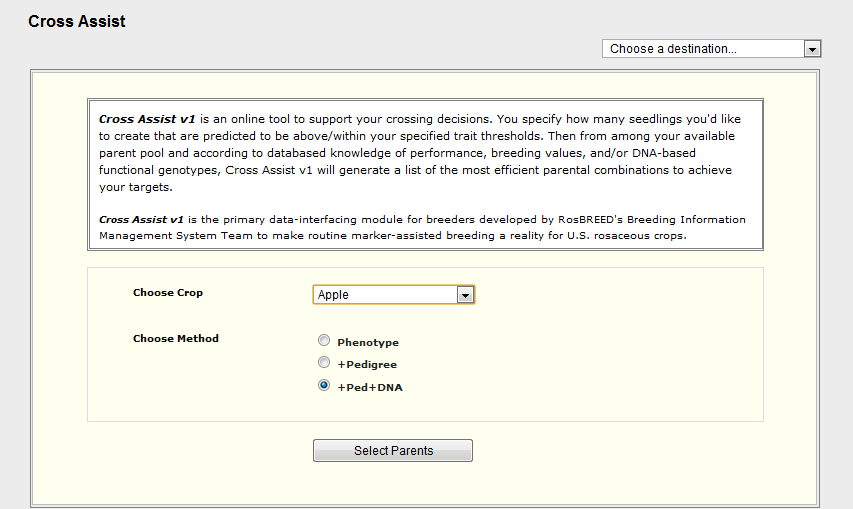 Cross Assist
Choose a destination...
Cross Assist v1 is an online tool to support your crossing decisions. You specify how many seedlings you'd like
to create that are predicted to be above/within your specified trait thresholds. Then from among your available
parent pool and according to databased knowledge of performance, breeding values, and/or DNA-based
functional genotypes, Cross Assist v1 will generate a list of the most efficient parental combinations to achieve
your targets.
Cross Assist v1 is the primary data-interfacing module for breeders developed by RosBREED's Breeding Information
Management System Team to make routine marker-assisted breeding a reality for U.S. rosaceous crops.
Choose Crop
Apple
Choose Method
Phenotype
+Pedigree
+Ped+DNA
Select Parents